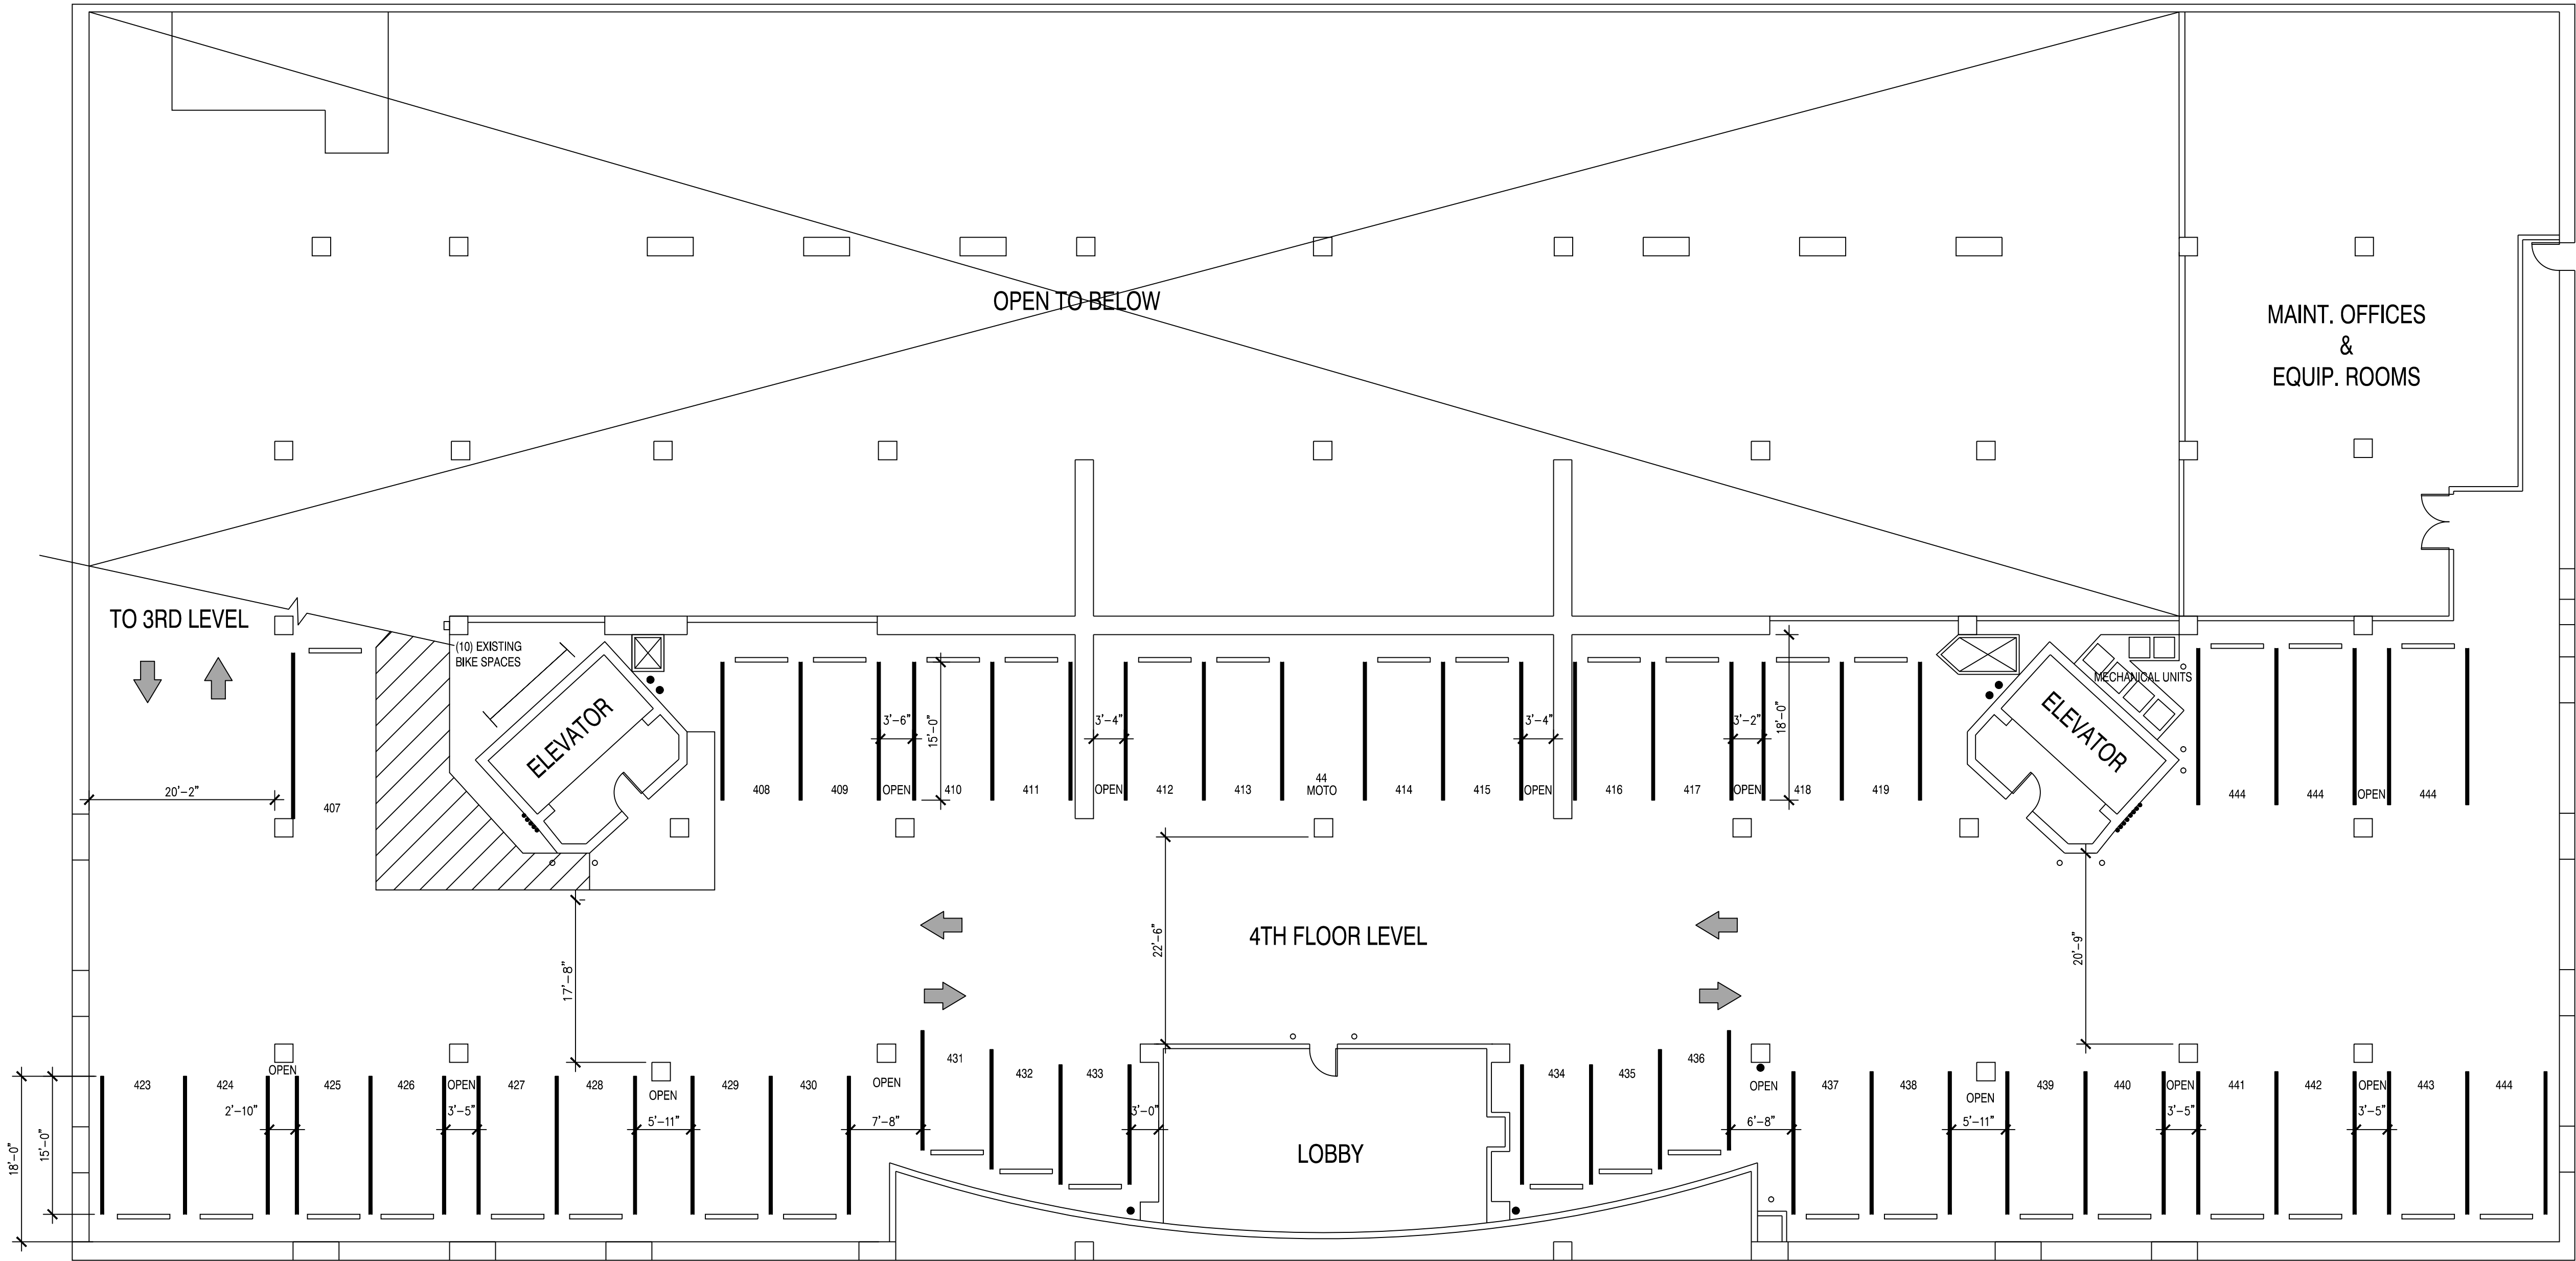 OPEN TO BELOW
MAINT. OFFICES
&
EQUIP. ROOMS
TO 3RD LEVEL
(10) EXISTING
BIKE SPACES
ELEVATOR
ELEVATOR
MECHANICAL UNITS
3'-6"
15'-0"
3'-4"
3'-4"
3'-2"
18'-0"
20'-2"
407
408
409
OPEN
410
411
OPEN
412
413
44
MOTO
414
415
OPEN
416
417
OPEN
418
419
444
444
OPEN
444
17'-8"
22'-6"
4TH FLOOR LEVEL
20'-9"
423
424
OPEN
425
426
OPEN
427
428
OPEN
429
430
OPEN
431
432
433
434
435
436
OPEN
437
438
OPEN
439
440
OPEN
441
442
OPEN
443
444
18'-0"
15'-0"
2'-10"
3'-5"
5'-11"
7'-8"
3'-0"
LOBBY
6'-8"
5'-11"
3'-5"
3'-5"